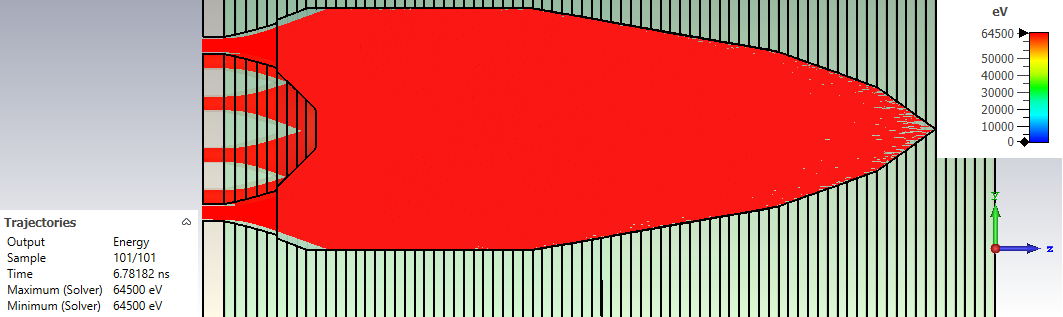 eV
64500
50000
40000
30000
20000
10000
0
Y
z
Trajectories
Output Energy
Sample 101/101
Time 6.78182 ns
Maximum (Solver) 64500 eV
Minimum (Solver) 64500 eV